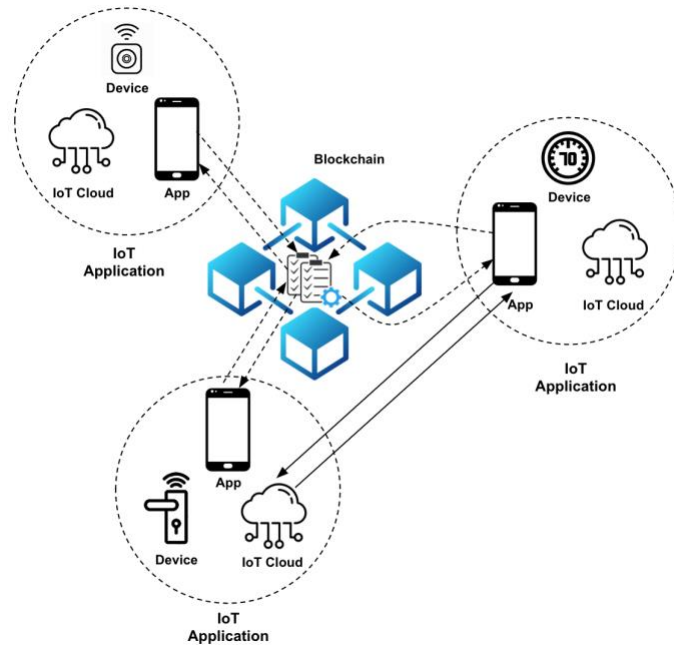 Device
IoT Cloud
App
IoT
Application
Blockchain
70
Device
App
IoT Cloud
IoT
Application
App
Device
IoT Cloud
IoT
Application